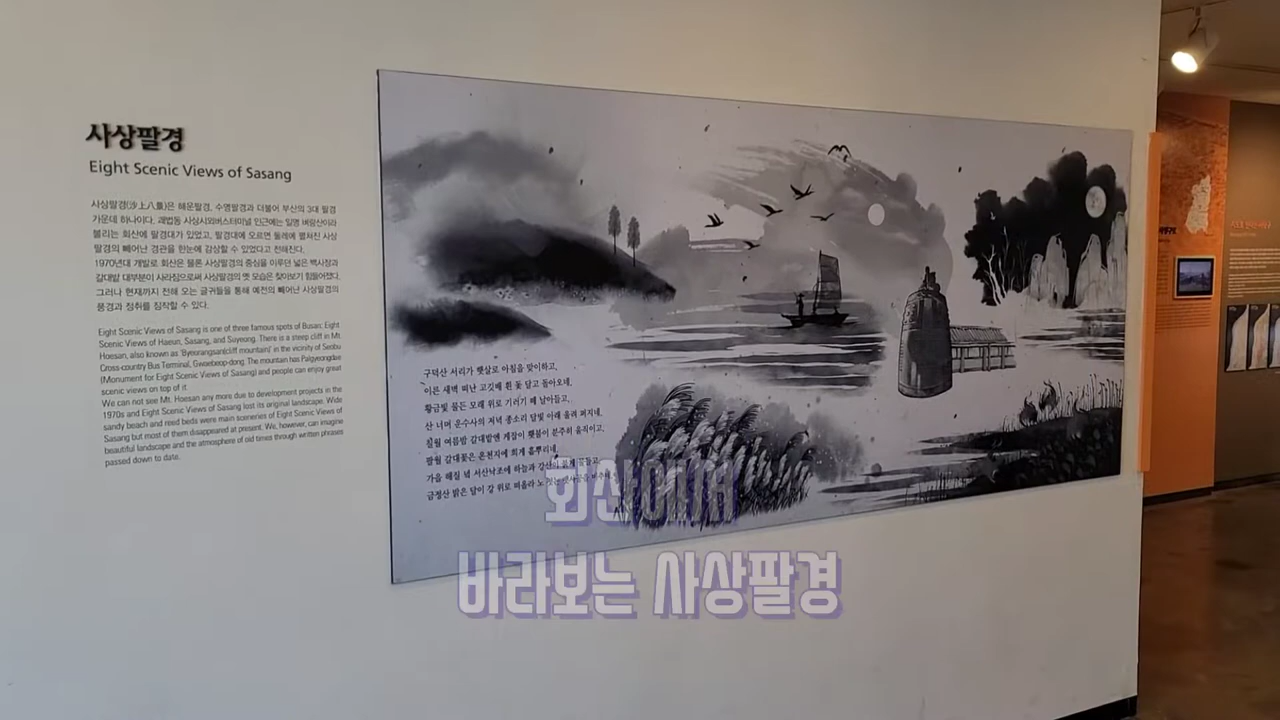 사상팔경
Eight Scenic Views of Sasang
사상팔경(沙上八景)은 해운팔경, 수영팔경과 더불어 부산의 3대 팔경
가운데 하나이다. 괘법동 사상시외버스터미널 인근에는 일명 벼랑산이라
불리는 회산에 팔경대가 있었고, 팔경대에 오르면 둘레에 펼쳐진 사상
팔경의 빼어난 경관을 한눈에 감상할 수 있었다고 전해진다.
1970년대 개발로 회산은 물론 사상팔경의 중심을 이루던 넓은 백사장과
갈대밭 대부분이 사라짐으로써 사상팔경의 옛 모습은 찾아보기 힘들어졌다.
그러나 현재까지 전해 오는 글귀들을 통해 예전의 빼어난 사상팔경의
풍경과 정취를 짐작할 수 있다.
Eight Scenic Views of Sasang is one of three famous spots of Busan: Eight
Scenic Views of Haeun, Sasang, and Suyeong. There is a steep cliff in Mt.
Hoesan, also known as 'Byeorangsan(cliff mountain)' in the vicinity of Seobu
Cross-country Bus Terminal, Gwaebeop-dong. The mountain has Palgyeongdae
(Monument for Eight Scenic Views of Sasang) and people can enjoy great
scenic views on top of it.
We can not see Mt. Hoesan any more due to development projects in the
1970s and Eight Scenic Views of Sasang lost its original landscape. Wide
sandy beach and reed beds were main sceneries of Eight Scenic Views of
Sasang but most of them disappeared at present. We, however, can imagine
beautiful landscape and the atmosphere of old times through written phrases
passed down to date.
구덕산 서리가 햇살로 아침을 맞이하고,
이른 새벽 떠난 고깃배 흰 돛 달고 돌아오네,
황금빛 물든 모래 위로 기러기 떼 날아들고,
산 너머 운수사의 저녁 종소리 달빛 아래 울려 퍼지네,
칠월 여름밤 갈대밭엔 게잡이 횃불이 분주히 움직이고,
팔월 갈대꽃은 온천지에 희게 흩뿌리네,
가을 해질 녘 서산낙조에 하늘과 강산이 붉게 물들고,
금정산 밝은 달이 강 위로 떠올라 노
회산에서
바라보는 사상팔경